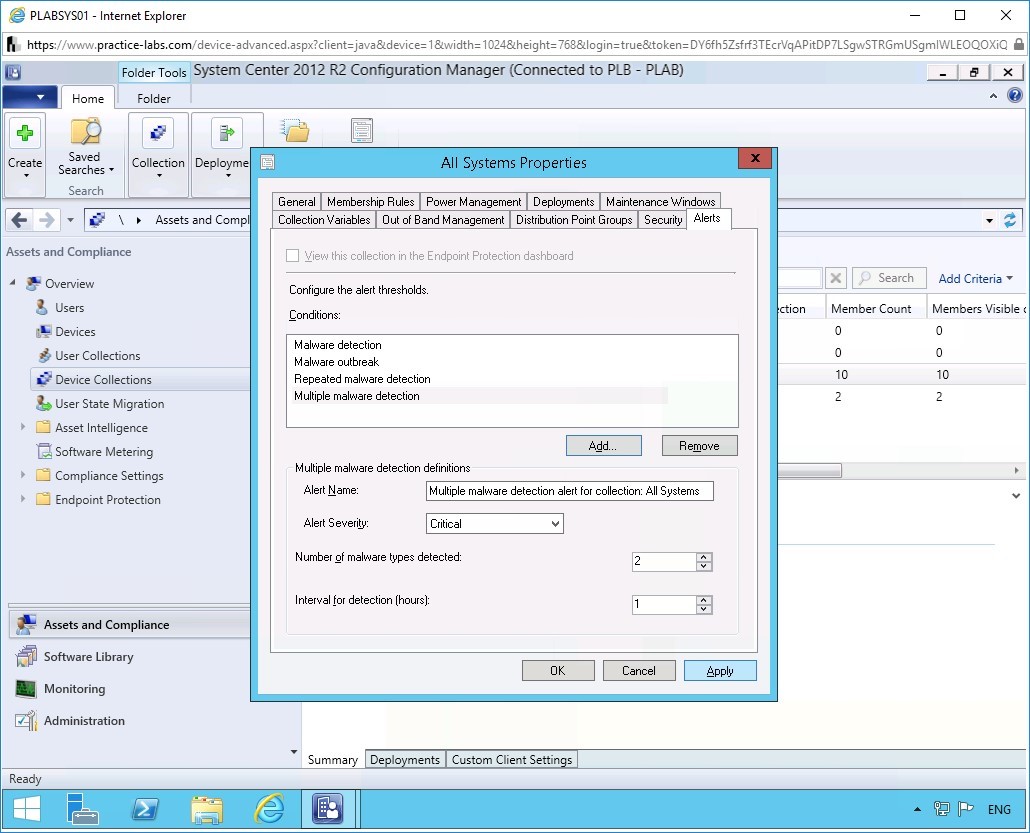 PLABSYS01 - Internet Explorer
https://www.practice-labs.com/device-advanced.aspx?client=java&device=1&width=1024&height=768&login=true&token=DY6fh5Zsfrf3TEcrVqAPitDP7LSgwSTRGmUSgmIWLEOQOXiQ
Folder Tools
System Center 2012 R2 Configuration Manager (Connected to PLB - PLAB)
Home
Folder
Create
Saved
Searches
Search
Collection
Deployme
\
Assets and Compl
Assets and Compliance
Overview
Users
Devices
User Collections
Device Collections
User State Migration
Asset Intelligence
Software Metering
Compliance Settings
Endpoint Protection
Assets and Compliance
Software Library
Monitoring
Administration
Search
Add Criteria
ection
Member Count
Members Visible
0
0
0
0
10
10
2
2
All Systems Properties
General
Membership Rules
Power Management
Deployments
Maintenance Windows
Collection Variables
Out of Band Management
Distribution Point Groups
Security
Alerts
View this collection in the Endpoint Protection dashboard
Configure the alert thresholds.
Conditions:
Malware detection
Malware outbreak
Repeated malware detection
Multiple malware detection
Add...
Remove
Multiple malware detection definitions
Alert Name:
Multiple malware detection alert for collection: All Systems
Alert Severity:
Critical
Number of malware types detected:
2
Interval for detection (hours):
1
OK
Cancel
Apply
Summary
Deployments
Custom Client Settings
Ready
ENG